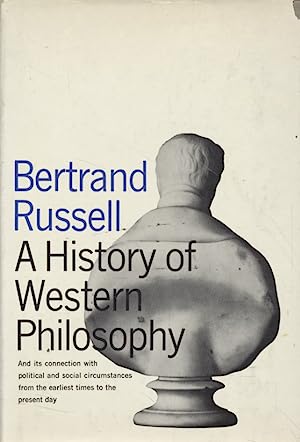 Bertrand
Russell
A History of
Western
Philosophy
And its connection with
political and social circumstances
from the earliest times to the
present day